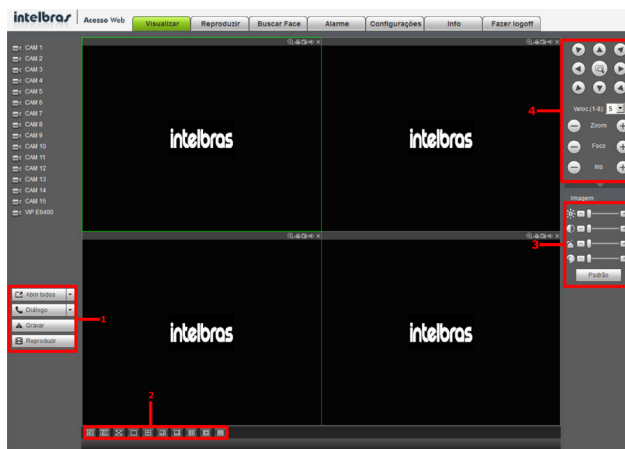 intelbras Acesso Web Visualizar Reproduzir Buscar Face Alarme Configurações Info Fazer logoff
CAM 1
CAM 2
CAM 3
CAM 4
CAM 5
CAM 6
CAM 7
CAM 8
CAM 9
CAM 10
CAM 11
CAM 12
CAM 13
CAM 14
CAM 15
VIP E6400
Abrir todos
Diálogo
Gravar
Reproduzir
1
intelbras
intelbras
intelbras
intelbras
2
4
Veloc.(1-8): 5
Zoom
Foco
Iris
Imagem
3
Padrão